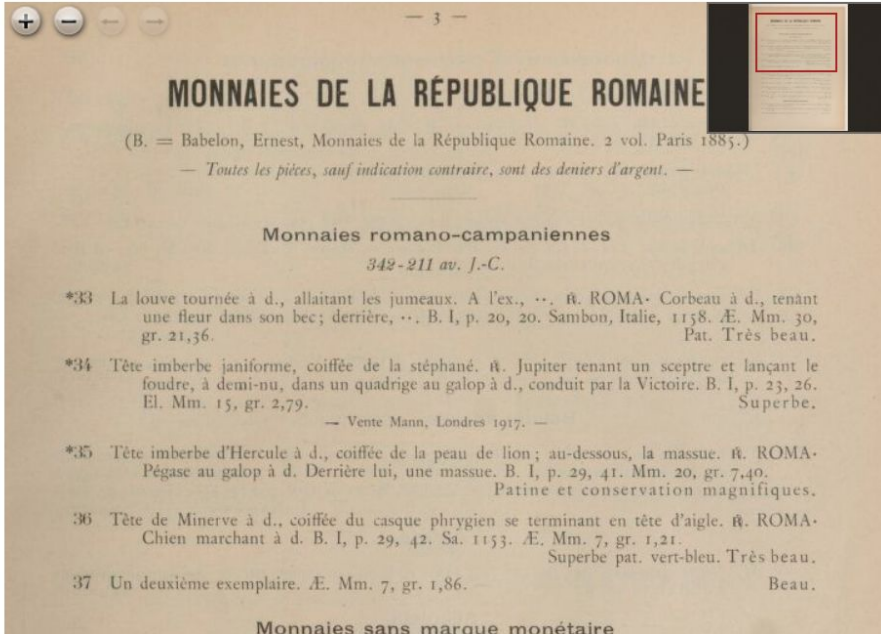 — 3 —
MONNAIES DE LA RÉPUBLIQUE ROMAINE
(B. = Babelon, Ernest, Monnaies de la République Romaine. 2 vol. Paris 1885.)
— Toutes les pièces, sauf indication contraire, sont des deniers d'argent. —
Monnaies romano-campaniennes
342-211 av. J.-C.
*33 La louve tournée à d., allaitant les jumeaux. A l'ex., ··. ℞. ROMA· Corbeau à d., tenant
une fleur dans son bec; derrière, ··. B. I, p. 20, 20. Sambon, Italie, 1158. Æ. Mm. 30,
gr. 21,36. Pat. Très beau.
*34 Tête imberbe janiforme, coiffée de la stéphané. ℞. Jupiter tenant un sceptre et lançant le
foudre, à demi-nu, dans un quadrige au galop à d., conduit par la Victoire. B. I, p. 23, 26.
El. Mm. 15, gr. 2,79. Superbe.
— Vente Mann, Londres 1917. —
*35 Tête imberbe d'Hercule à d., coiffée de la peau de lion; au-dessous, la massue. ℞. ROMA·
Pégase au galop à d. Derrière lui, une massue. B. I, p. 29, 41. Mm. 20, gr. 7,40.
Patine et conservation magnifiques.
36 Tête de Minerve à d., coiffée du casque phrygien se terminant en tête d'aigle. ℞. ROMA·
Chien marchant à d. B. I, p. 29, 42. Sa. 1153. Æ. Mm. 7, gr. 1,21.
Superbe pat. vert-bleu. Très beau.
37 Un deuxième exemplaire. Æ. Mm. 7, gr. 1,86. Beau.
Monnaies sans marque monétaire